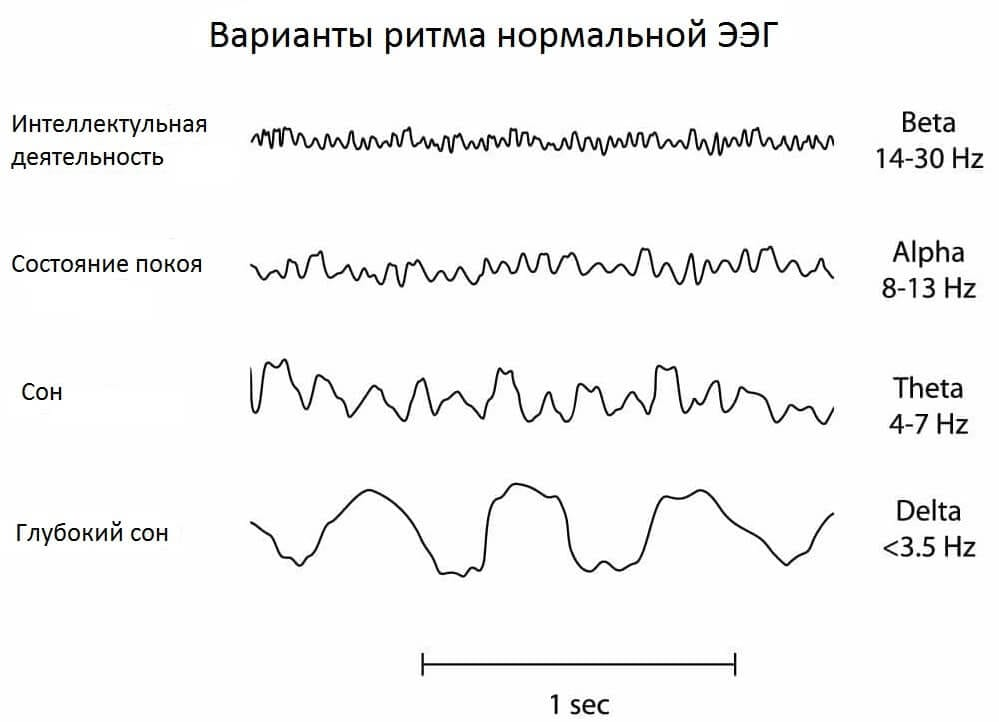 Варианты ритма нормальной ЭЭГ
Интеллектульная
деятельность
Beta
14-30 Hz
Состояние покоя
Alpha
8-13 Hz
Сон
Theta
4-7 Hz
Глубокий сон
Delta
<3.5 Hz
1 sec